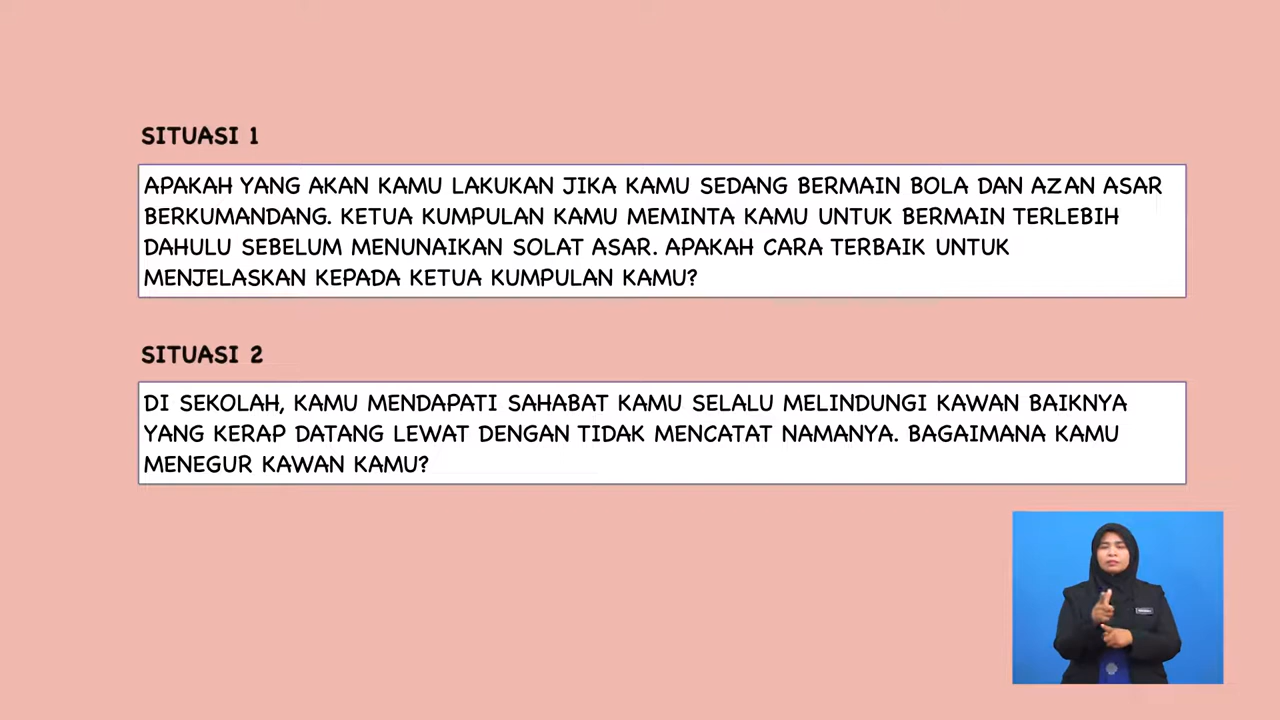 SITUASI 1
APAKAH YANG AKAN KAMU LAKUKAN JIKA KAMU SEDANG BERMAIN BOLA DAN AZAN ASAR
BERKUMANDANG. KETUA KUMPULAN KAMU MEMINTA KAMU UNTUK BERMAIN TERLEBIH
DAHULU SEBELUM MENUNAIKAN SOLAT ASAR. APAKAH CARA TERBAIK UNTUK
MENJELASKAN KEPADA KETUA KUMPULAN KAMU?
SITUASI 2
DI SEKOLAH, KAMU MENDAPATI SAHABAT KAMU SELALU MELINDUNGI KAWAN BAIKNYA
YANG KERAP DATANG LEWAT DENGAN TIDAK MENCATAT NAMANYA. BAGAIMANA KAMU
MENEGUR KAWAN KAMU?